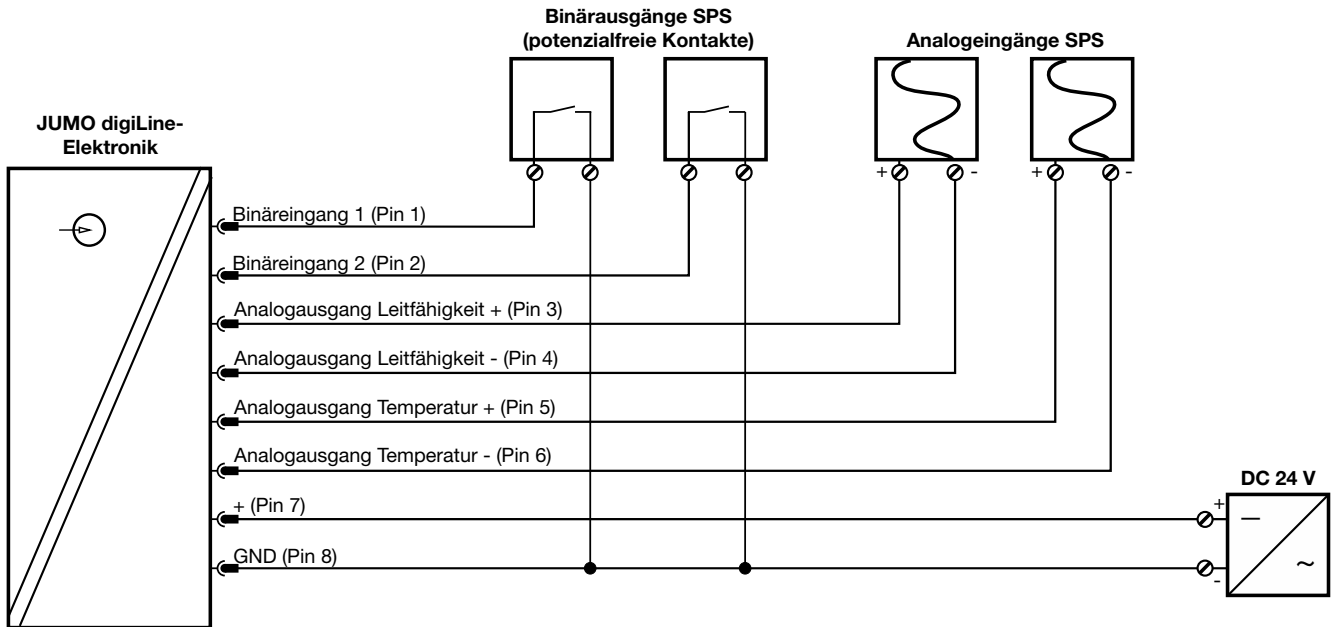 Binärausgänge SPS
(potenzialfreie Kontakte)
Analogeingänge SPS
JUMO digiLine-
Elektronik
+ - + -
Binäreingang 1 (Pin 1)
Binäreingang 2 (Pin 2)
Analogausgang Leitfähigkeit + (Pin 3)
Analogausgang Leitfähigkeit - (Pin 4)
Analogausgang Temperatur + (Pin 5)
Analogausgang Temperatur - (Pin 6)
DC 24 V
+ (Pin 7)
+
GND (Pin 8)
-
~